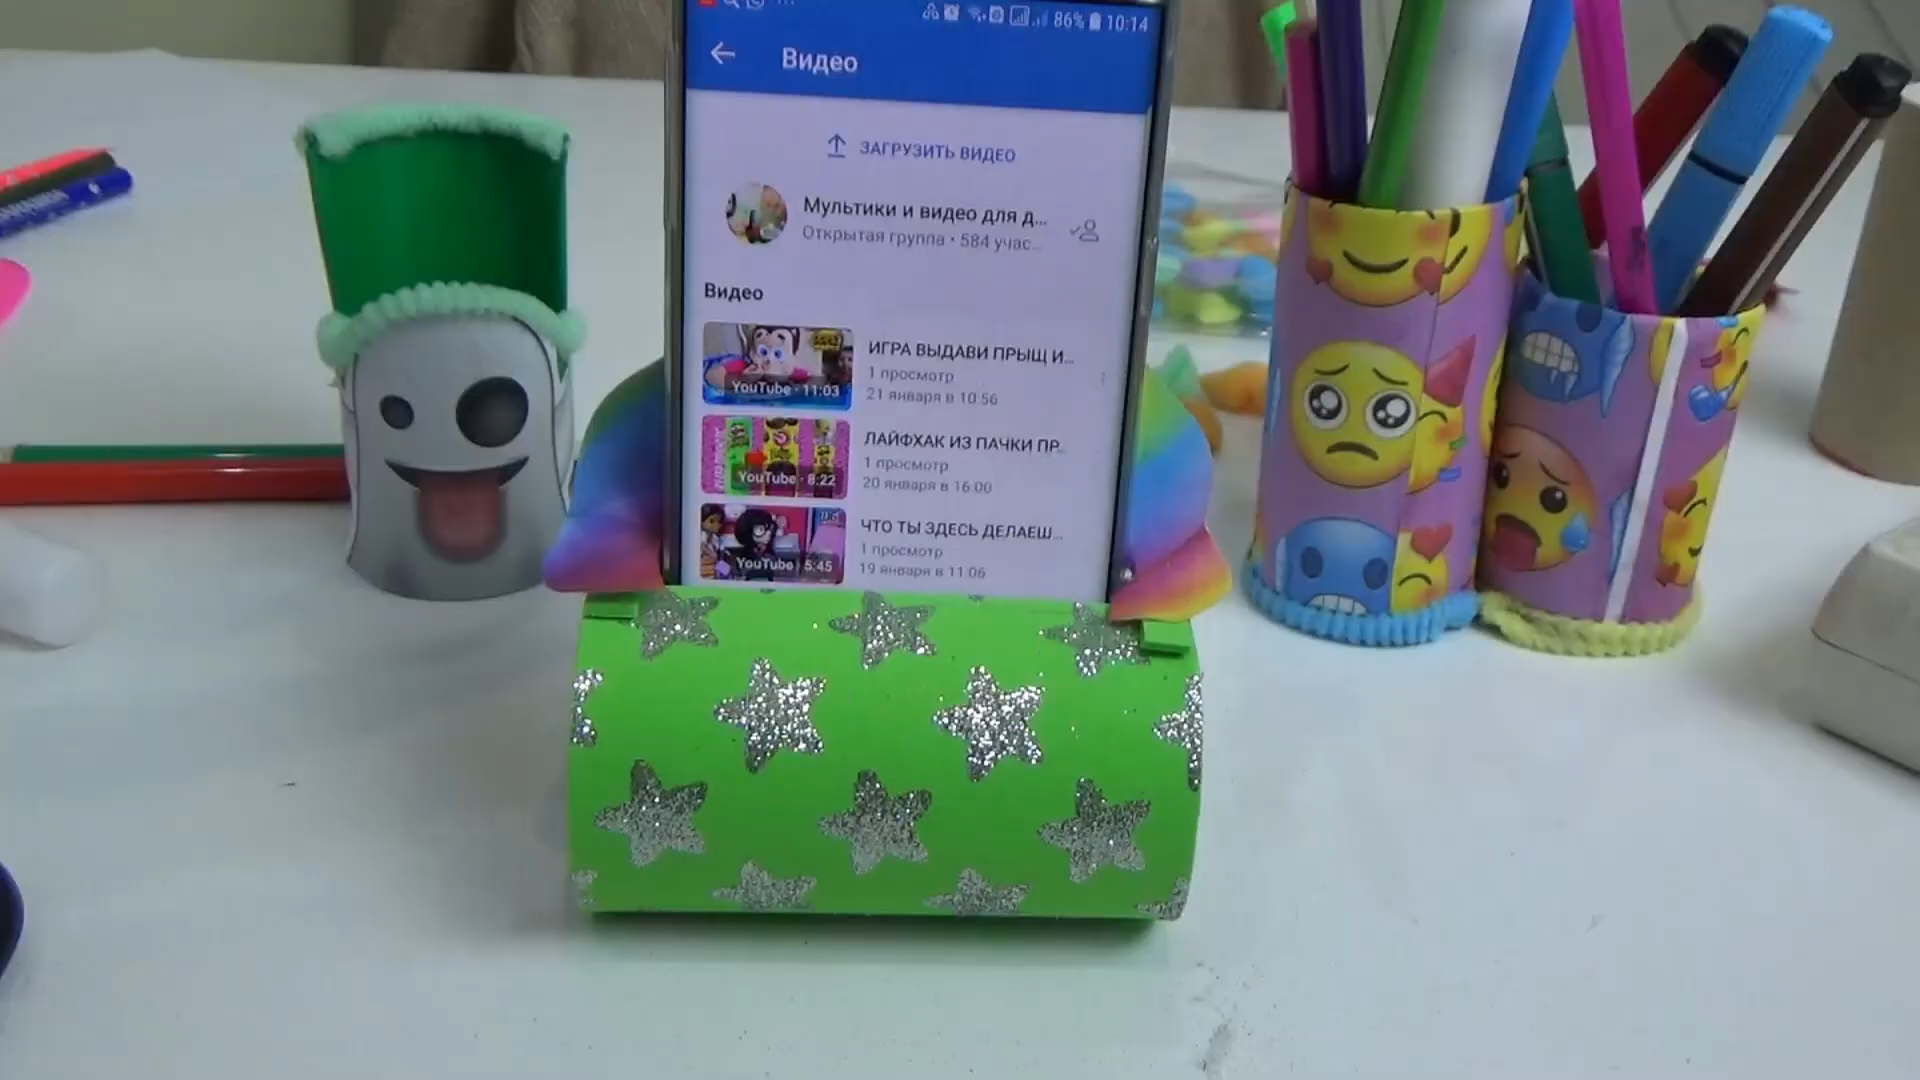 86% 10:14
Видео
ЗАГРУЗИТЬ ВИДЕО
Мультики и видео для д...
Открытая группа · 584 учас...
Видео
ИГРА ВЫДАВИ ПРЫЩ И...
1 просмотр
21 января в 10:56
YouTube · 11:03
ЛАЙФХАК ИЗ ПАЧКИ ПР...
1 просмотр
20 января в 16:00
YouTube · 8:22
ЧТО ТЫ ЗДЕСЬ ДЕЛАЕШ...
1 просмотр
19 января в 11:06
YouTube · 5:45